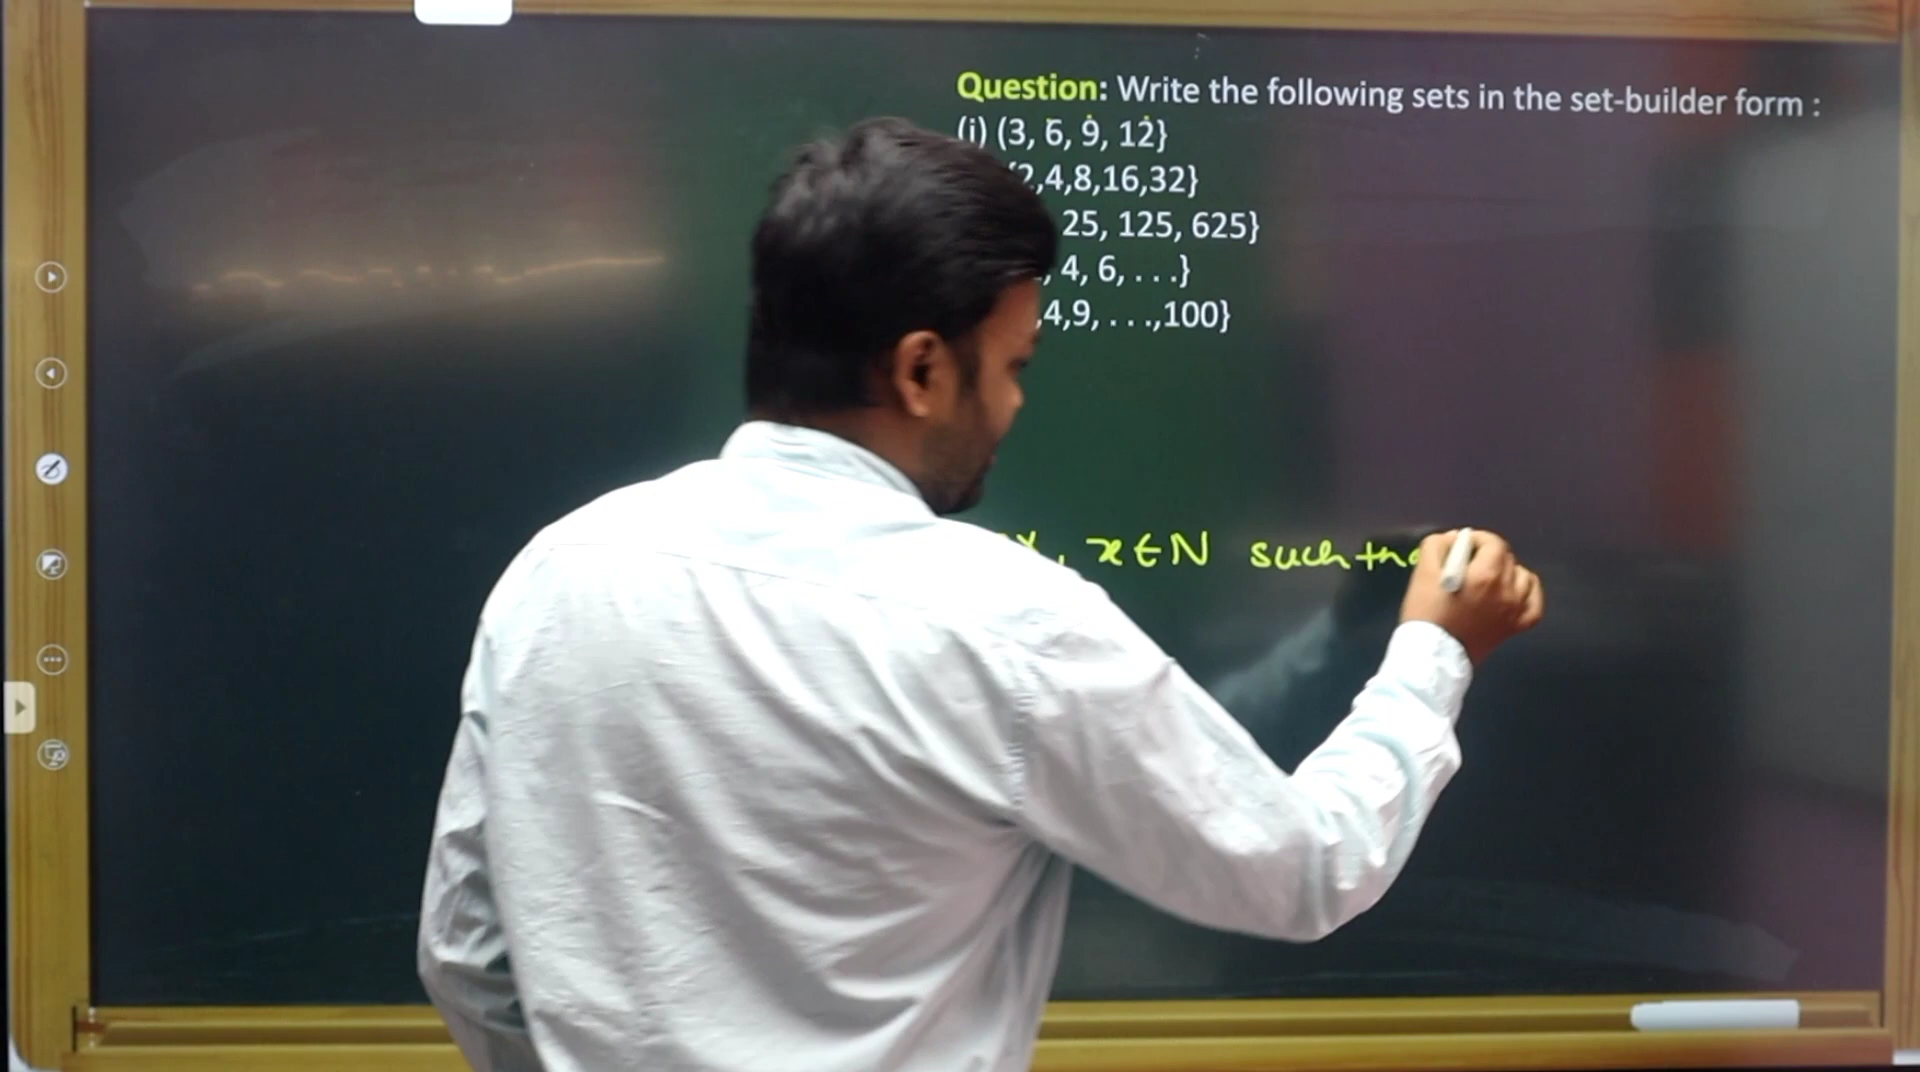 Question: Write the following sets in the set-builder form :
(i) (3, 6, 9, 12}
2,4,8,16,32}
25, 125, 625}
, 4, 6, . . .}
,4,9, . . .,100}
, x ∈ N such